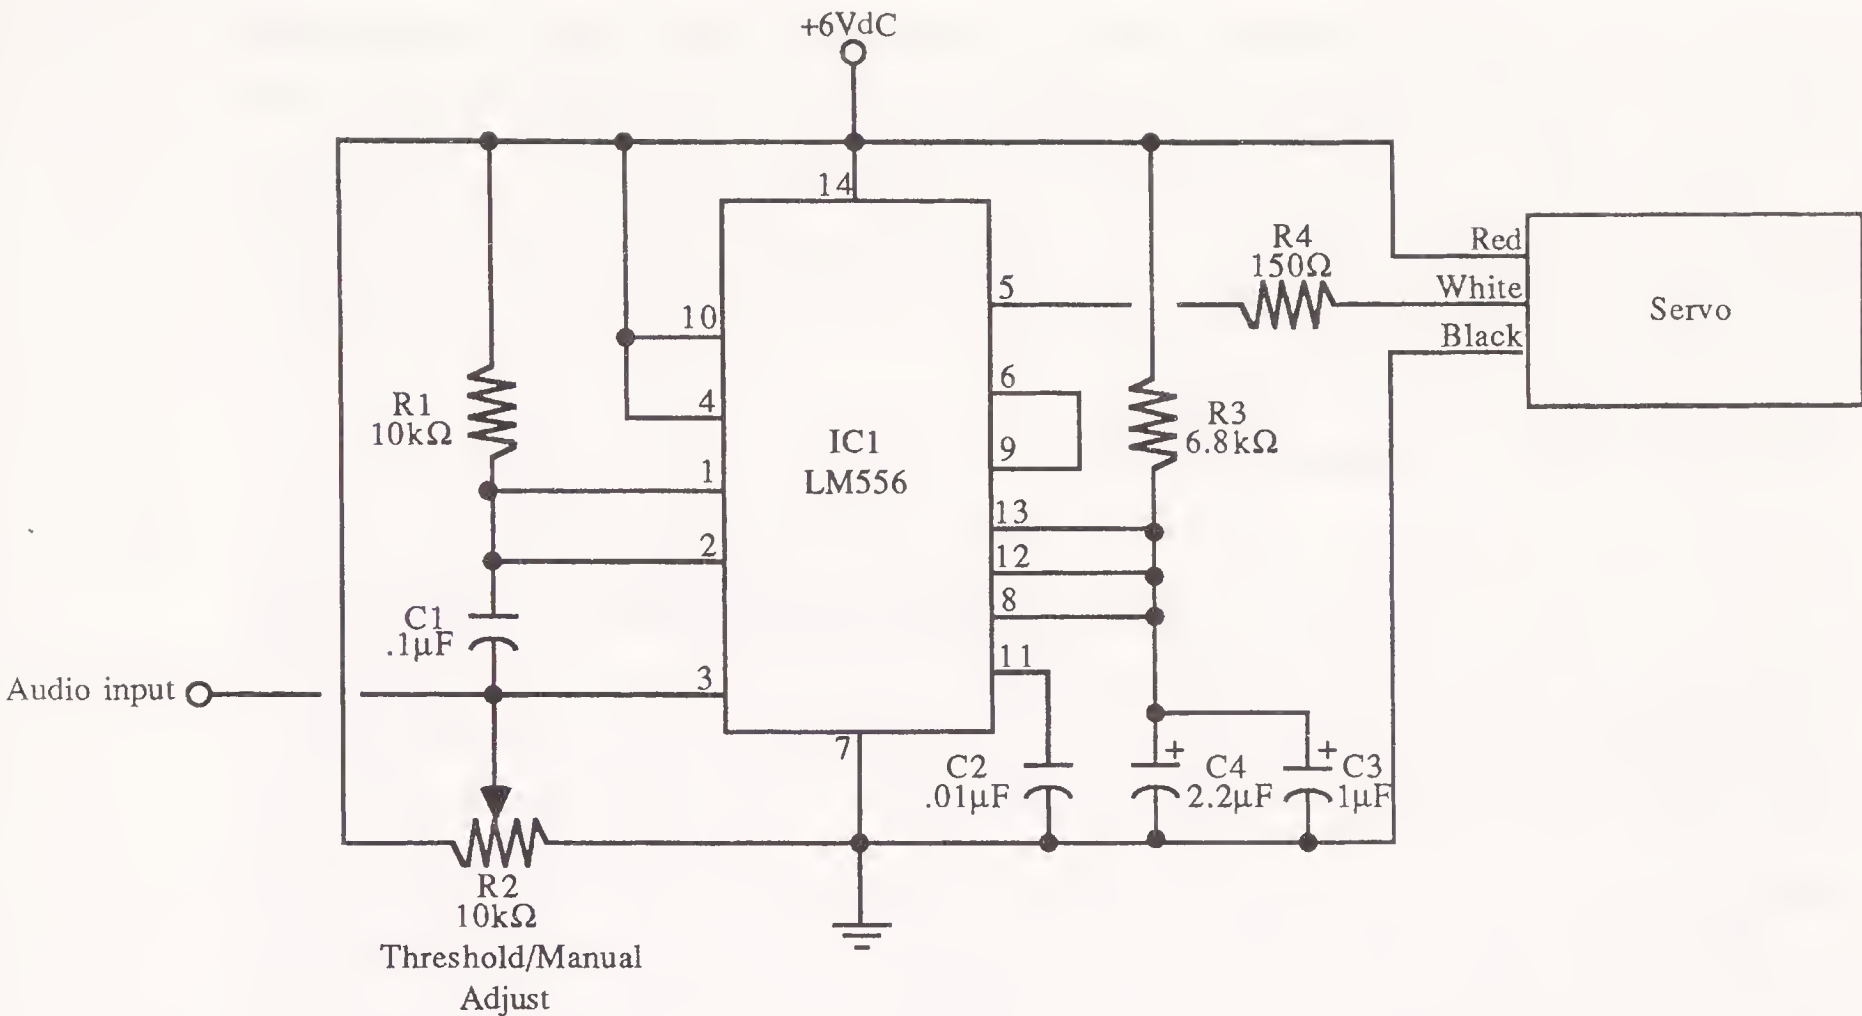 +6VdC
14
R4
150Ω
Red
White
Black
Servo
5
10
6
4
R1
10kΩ
IC1
LM556
9
R3
6.8kΩ
1
13
2
12
8
C1
.1µF
11
Audio input
3
7
C2
.01µF
+
C4
2.2µF
+
C3
1µF
R2
10kΩ
Threshold/Manual
Adjust